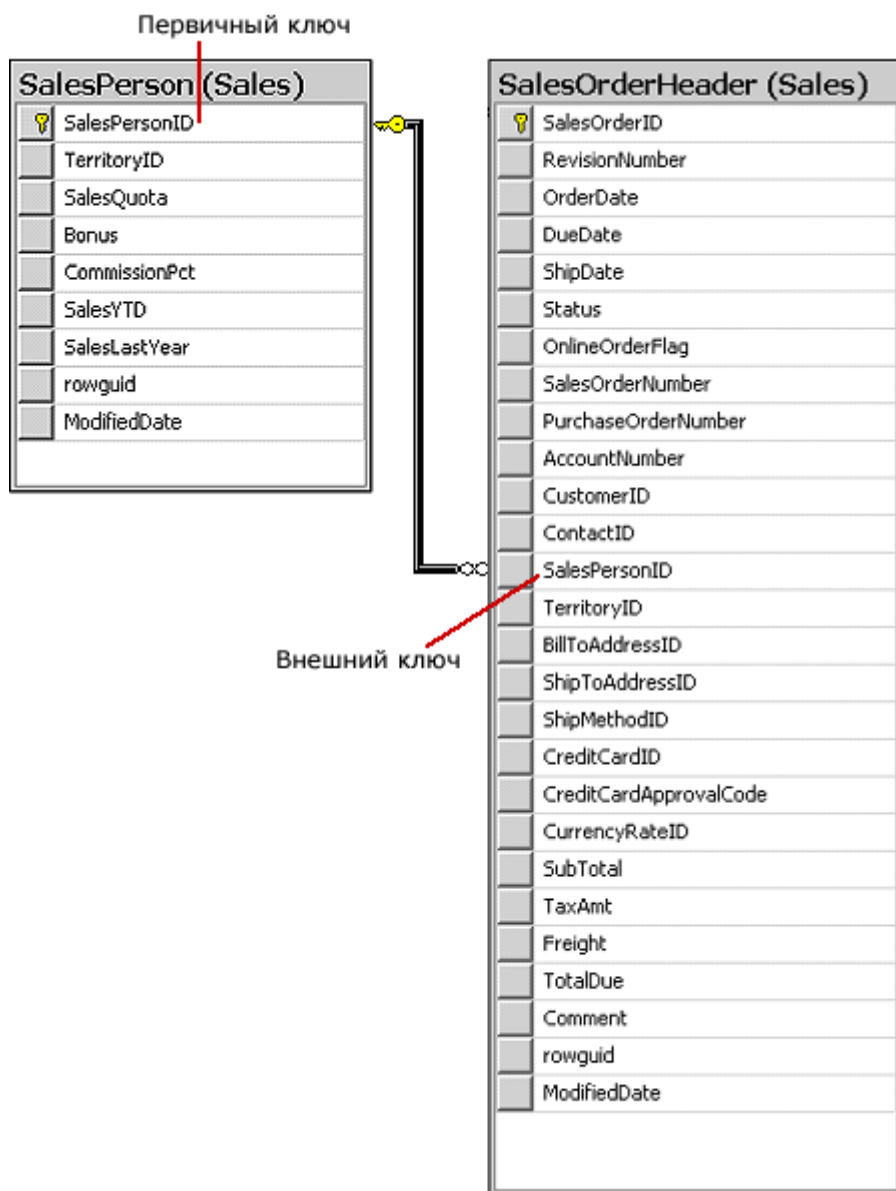 Первичный ключ
SalesPerson (Sales)
SalesPersonID
TerritoryID
SalesQuota
Bonus
CommissionPct
SalesYTD
SalesLastYear
rowguid
ModifiedDate
SalesOrderHeader (Sales)
SalesOrderID
RevisionNumber
OrderDate
DueDate
ShipDate
Status
OnlineOrderFlag
SalesOrderNumber
PurchaseOrderNumber
AccountNumber
CustomerID
ContactID
SalesPersonID
TerritoryID
BillToAddressID
ShipToAddressID
ShipMethodID
CreditCardID
CreditCardApprovalCode
CurrencyRateID
SubTotal
TaxAmt
Freight
TotalDue
Comment
rowguid
ModifiedDate
Внешний ключ